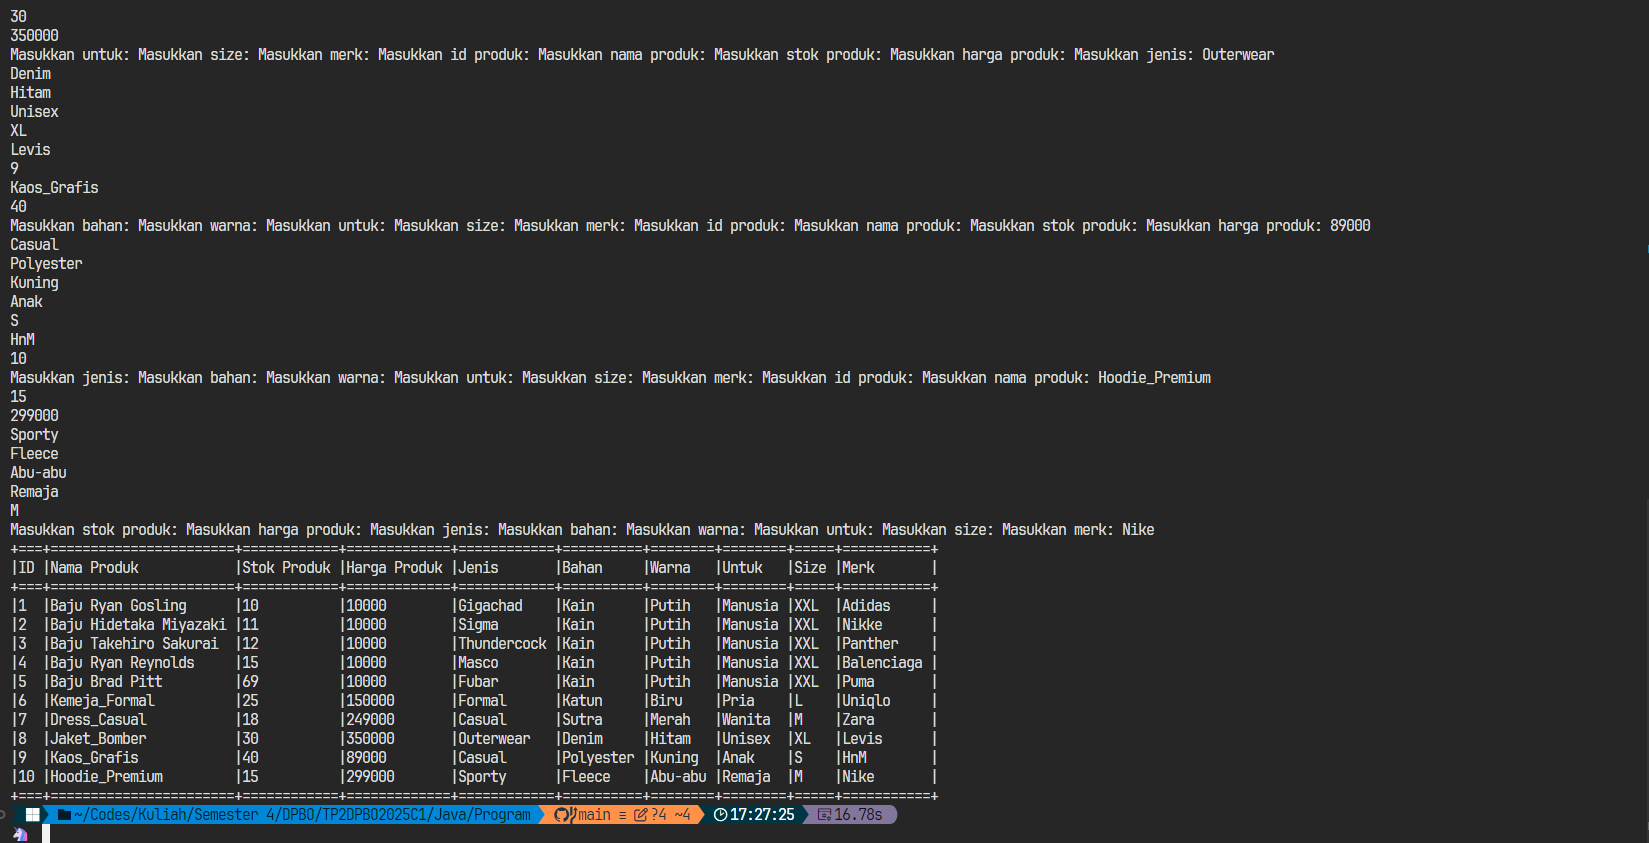 30
350000
Masukkan untuk: Masukkan size: Masukkan merk: Masukkan id produk: Masukkan nama produk: Masukkan stok produk: Masukkan harga produk: Masukkan jenis: Outerwear
Denim
Hitam
Unisex
XL
Levis
9
Kaos_Grafis
40
Masukkan bahan: Masukkan warna: Masukkan untuk: Masukkan size: Masukkan merk: Masukkan id produk: Masukkan nama produk: Masukkan stok produk: Masukkan harga produk: 89000
Casual
Polyester
Kuning
Anak
S
HnM
10
Masukkan jenis: Masukkan bahan: Masukkan warna: Masukkan untuk: Masukkan size: Masukkan merk: Masukkan id produk: Masukkan nama produk: Hoodie_Premium
15
299000
Sporty
Fleece
Abu-abu
Remaja
M
Masukkan stok produk: Masukkan harga produk: Masukkan jenis: Masukkan bahan: Masukkan warna: Masukkan untuk: Masukkan size: Masukkan merk: Nike
+===+=======================+============+=============+============+==========+========+========+=====+===========+
|ID |Nama Produk            |Stok Produk |Harga Produk |Jenis       |Bahan     |Warna   |Untuk   |Size |Merk       |
+===+=======================+============+=============+============+==========+========+========+=====+===========+
|1  |Baju Ryan Gosling      |10          |10000        |Gigachad    |Kain      |Putih   |Manusia |XXL  |Adidas     |
|2  |Baju Hidetaka Miyazaki |11          |10000        |Sigma       |Kain      |Putih   |Manusia |XXL  |Nikke      |
|3  |Baju Takehiro Sakurai  |12          |10000        |Thundercock |Kain      |Putih   |Manusia |XXL  |Panther    |
|4  |Baju Ryan Reynolds     |15          |10000        |Masco       |Kain      |Putih   |Manusia |XXL  |Balenciaga |
|5  |Baju Brad Pitt         |69          |10000        |Fubar       |Kain      |Putih   |Manusia |XXL  |Puma       |
|6  |Kemeja_Formal          |25          |150000       |Formal      |Katun     |Biru    |Pria    |L    |Uniqlo     |
|7  |Dress_Casual           |18          |249000       |Casual      |Sutra     |Merah   |Wanita  |M    |Zara       |
|8  |Jaket_Bomber           |30          |350000       |Outerwear   |Denim     |Hitam   |Unisex  |XL   |Levis      |
|9  |Kaos_Grafis            |40          |89000        |Casual      |Polyester |Kuning  |Anak    |S    |HnM        |
|10 |Hoodie_Premium         |15          |299000       |Sporty      |Fleece    |Abu-abu |Remaja  |M    |Nike       |
+===+=======================+============+=============+============+==========+========+========+=====+===========+
~/Codes/Kuliah/Semester 4/DPBO/TP2DPBO2025C1/Java/Program main ≡ ?4 ~4 17:27:25 16.78s